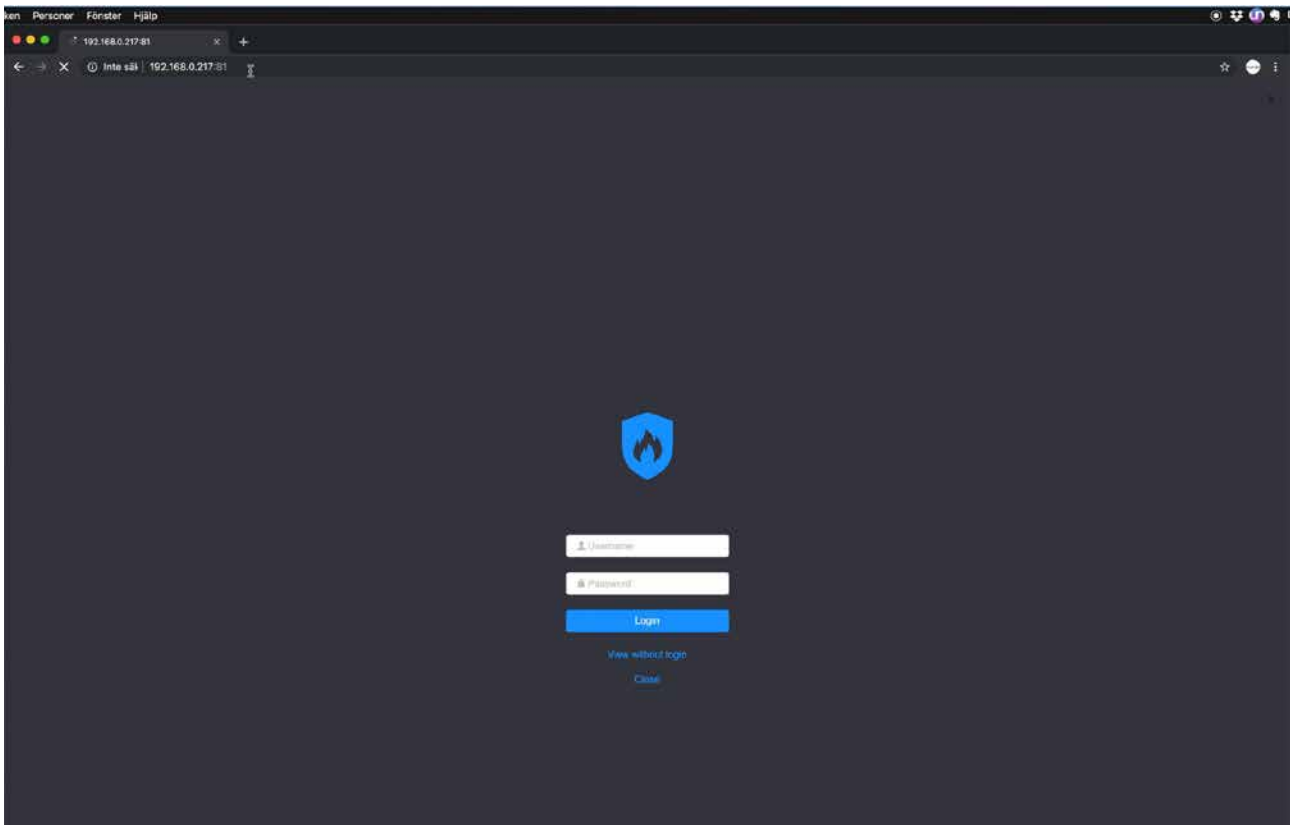 ken Personer Fönster Hjälp
192.168.0.217:81
Inte säk 192.168.0.217:81
Username
Password
Login
View without login
Close